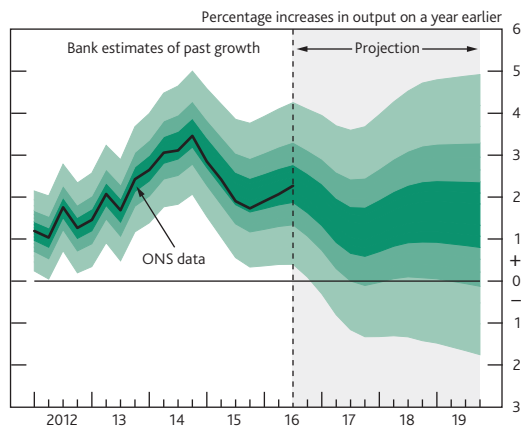 Percentage increases in output on a year earlier
Bank estimates of past growth
Projection
ONS data
6
5
4
3
2
1
+
0
–
1
2
3
2012 13 14 15 16 17 18 19